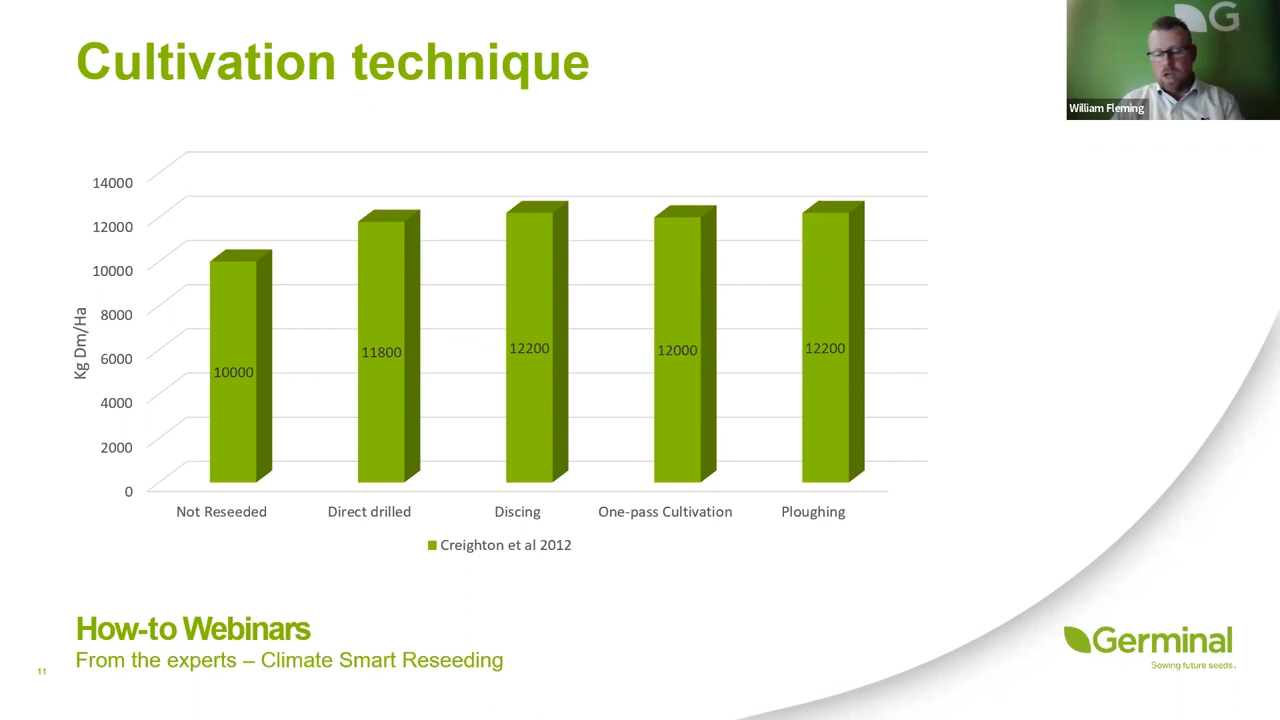 Cultivation technique
G
William Fleming
14000
12000
10000
8000
6000
4000
2000
0
Kg Dm/Ha
10000
11800
12200
12000
12200
Not Reseeded
Direct drilled
Discing
One-pass Cultivation
Ploughing
Creighton et al 2012
How-to Webinars
From the experts – Climate Smart Reseeding
11
Germinal
Sowing future seeds.